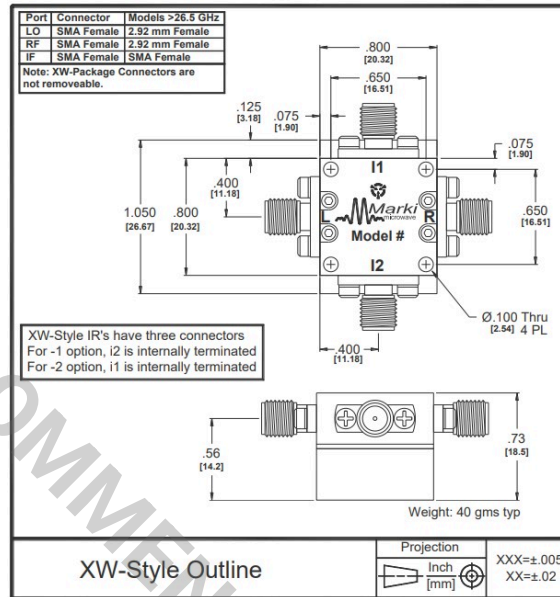 Port Connector Models >26.5 GHz
LO SMA Female 2.92 mm Female
RF SMA Female 2.92 mm Female
IF SMA Female SMA Female
Note: XW-Package Connectors are
not removeable.
.800
[20.32]
.650
[16.51]
.125
[3.18]
.075
[1.90]
.075
[1.90]
.400
[11.18]
1.050
[26.67]
.800
[20.32]
.650
[16.51]
I1
L
Marki
microwave
R
Model #
I2
Ø.100 Thru
[2.54] 4 PL
.400
[11.18]
XW-Style IR's have three connectors
For -1 option, i2 is internally terminated
For -2 option, i1 is internally terminated
.56
[14.2]
.73
[18.5]
Weight: 40 gms typ
XW-Style Outline
Projection
Inch
[mm]
XXX=±.005
XX=±.02